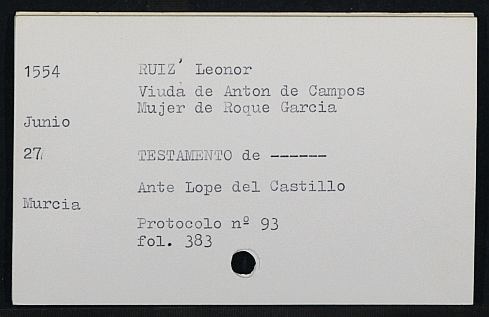 1554
RUIZ' Leonor
Viuda de Anton de Campos
Mujer de Roque Garcia
Junio
27
TESTAMENTO de ------
Ante Lope del Castillo
Murcia
Protocolo nº 93
fol. 383